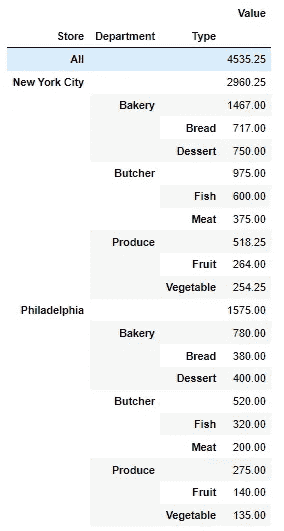 Value
Store Department Type
All 4535.25
New York City 2960.25
Bakery 1467.00
Bread 717.00
Dessert 750.00
Butcher 975.00
Fish 600.00
Meat 375.00
Produce 518.25
Fruit 264.00
Vegetable 254.25
Philadelphia 1575.00
Bakery 780.00
Bread 380.00
Dessert 400.00
Butcher 520.00
Fish 320.00
Meat 200.00
Produce 275.00
Fruit 140.00
Vegetable 135.00